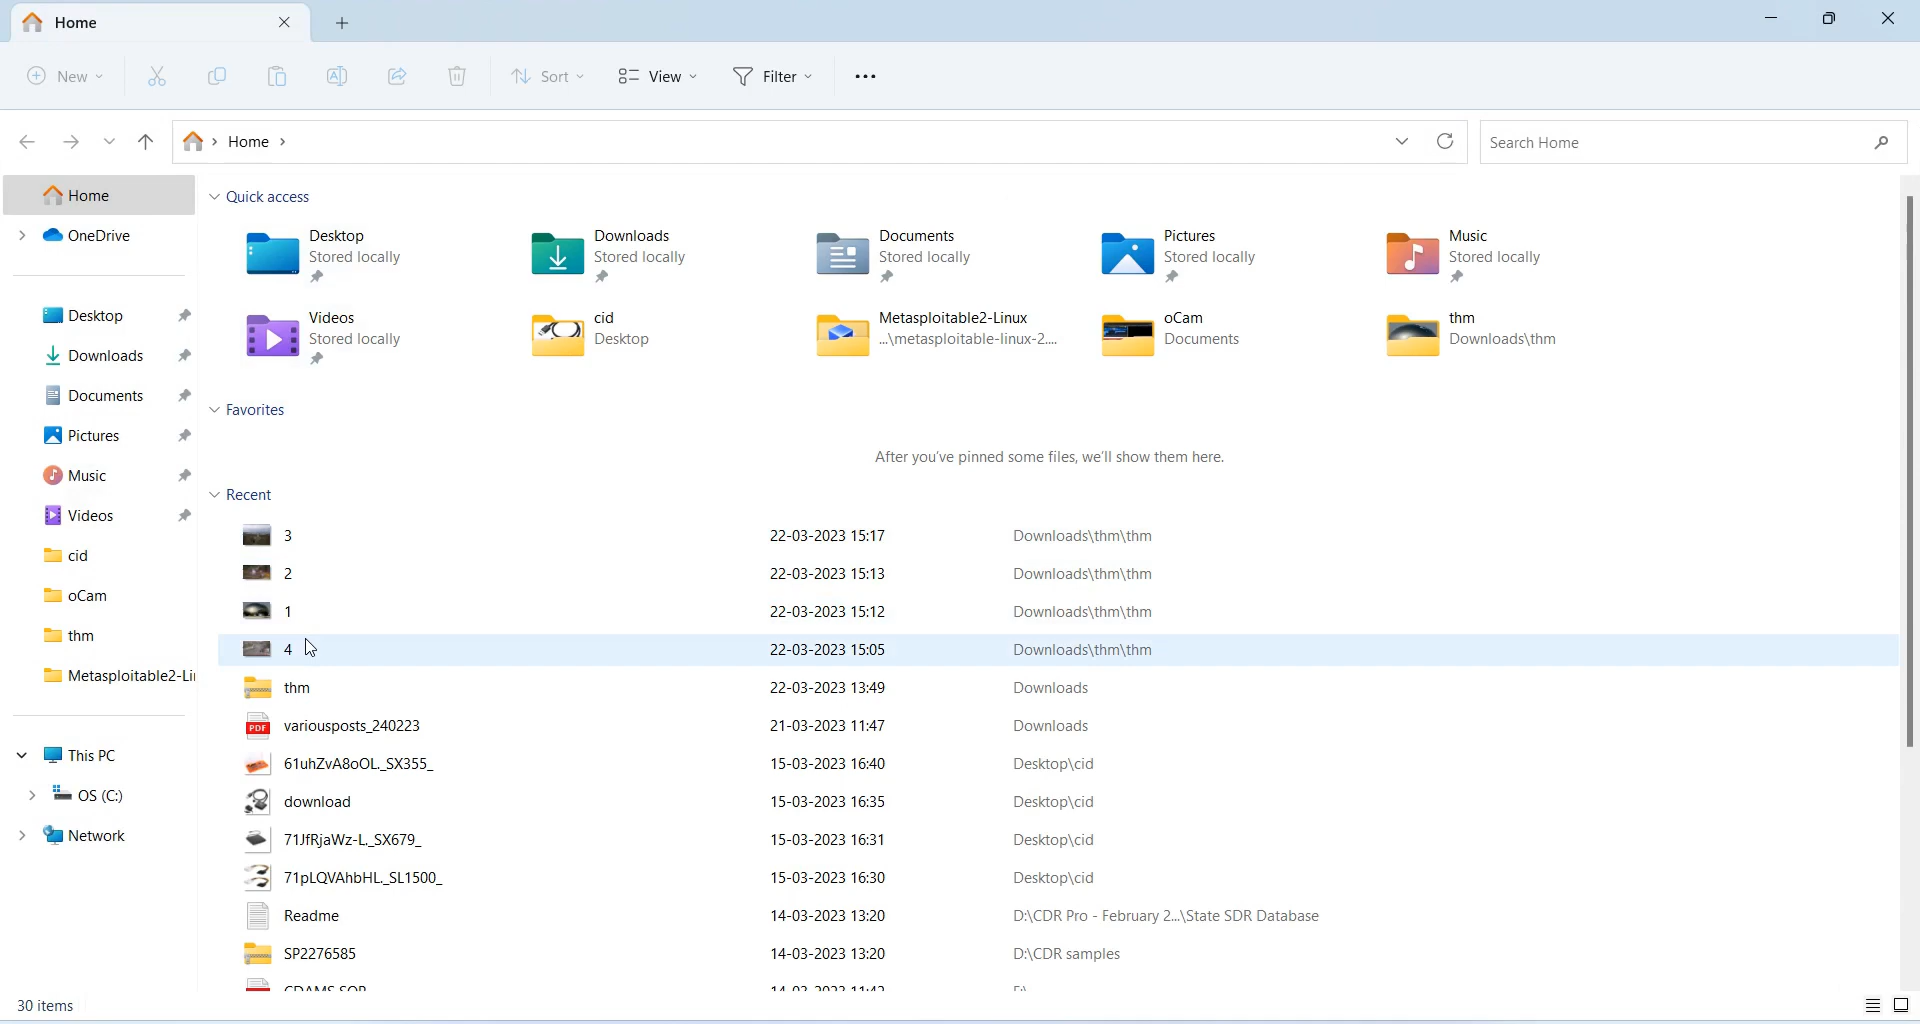 Home
New
Sort
View
Filter
Home
Search Home
Home
OneDrive
Desktop
Downloads
Documents
Pictures
Music
Videos
cid
oCam
thm
Metasploitable2-Li
This PC
OS (C:)
Network
Quick access
Desktop
Stored locally
Downloads
Stored locally
Documents
Stored locally
Pictures
Stored locally
Music
Stored locally
Videos
Stored locally
cid
Desktop
Metasploitable2-Linux
...\metasploitable-linux-2....
oCam
Documents
thm
Downloads\thm
Favorites
After you've pinned some files, we'll show them here.
Recent
3 22-03-2023 15:17 Downloads\thm\thm
2 22-03-2023 15:13 Downloads\thm\thm
1 22-03-2023 15:12 Downloads\thm\thm
4 22-03-2023 15:05 Downloads\thm\thm
thm 22-03-2023 13:49 Downloads
PDF variousposts_240223 21-03-2023 11:47 Downloads
61uhZvA8oOL._SX355_ 15-03-2023 16:40 Desktop\cid
download 15-03-2023 16:35 Desktop\cid
71JfRjaWz-L._SX679_ 15-03-2023 16:31 Desktop\cid
71pLQVAhbHL._SL1500_ 15-03-2023 16:30 Desktop\cid
Readme 14-03-2023 13:20 D:\CDR Pro - February 2...\State SDR Database
SP2276585 14-03-2023 13:20 D:\CDR samples
30 items